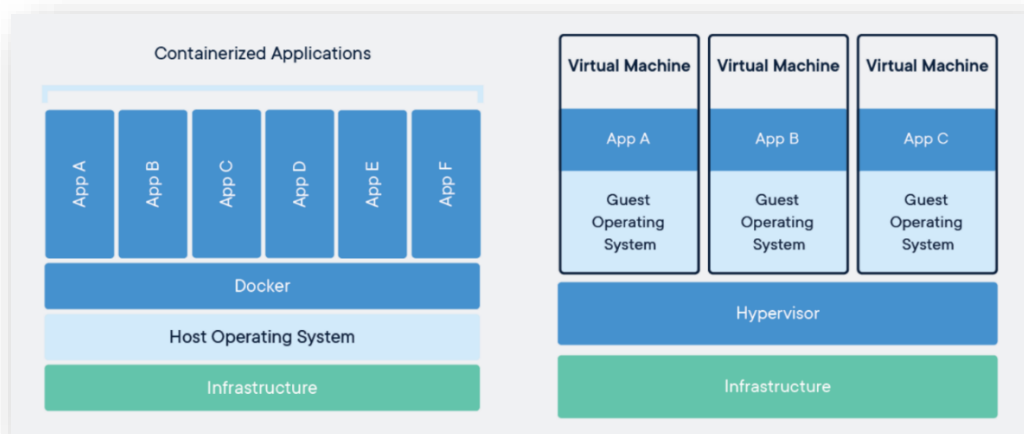 Containerized Applications
App A
App B
App C
App D
App E
App F
Docker
Host Operating System
Infrastructure
Virtual Machine
App A
Guest
Operating
System
Virtual Machine
App B
Guest
Operating
System
Virtual Machine
App C
Guest
Operating
System
Hypervisor
Infrastructure